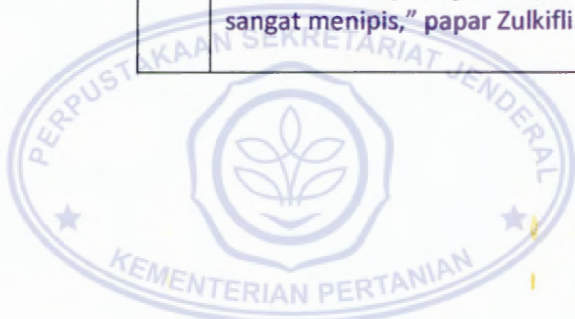 sangat menipis,” papar Zulkifli
PERPUSTAKAAN SEKRETARIAT JENDERAL
KEMENTERIAN PERTANIAN